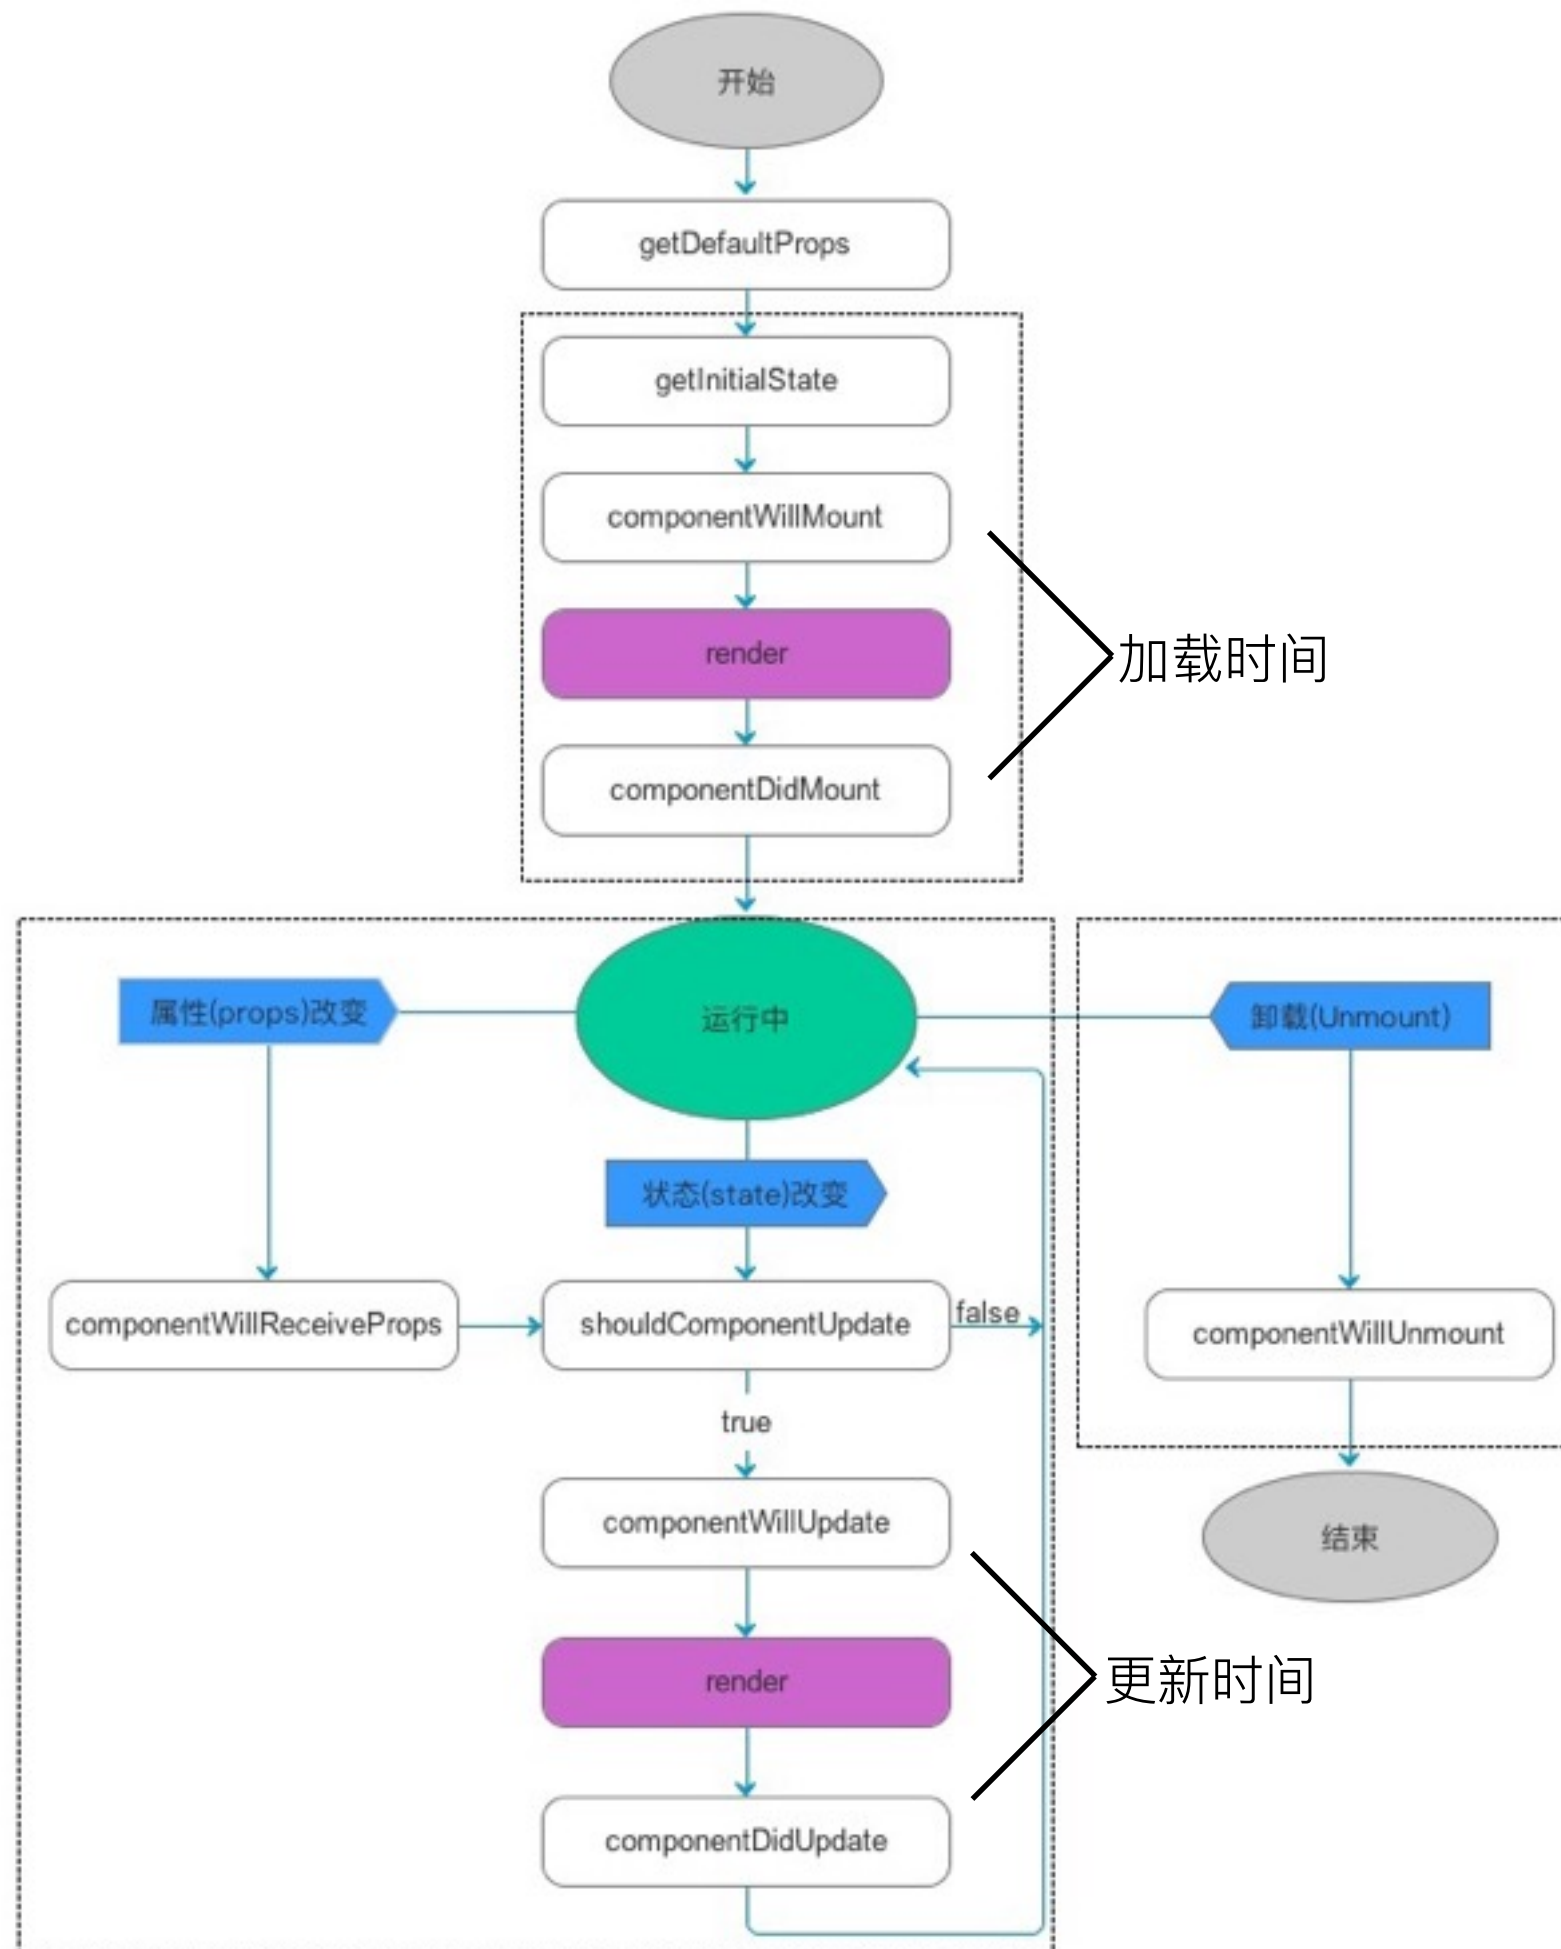 开始
getDefaultProps
getInitialState
componentWillMount
render
加载时间
componentDidMount
属性(props)改变
运行中
卸载(Unmount)
状态(state)改变
componentWillReceiveProps
shouldComponentUpdate
false
componentWillUnmount
true
componentWillUpdate
结束
render
更新时间
componentDidUpdate